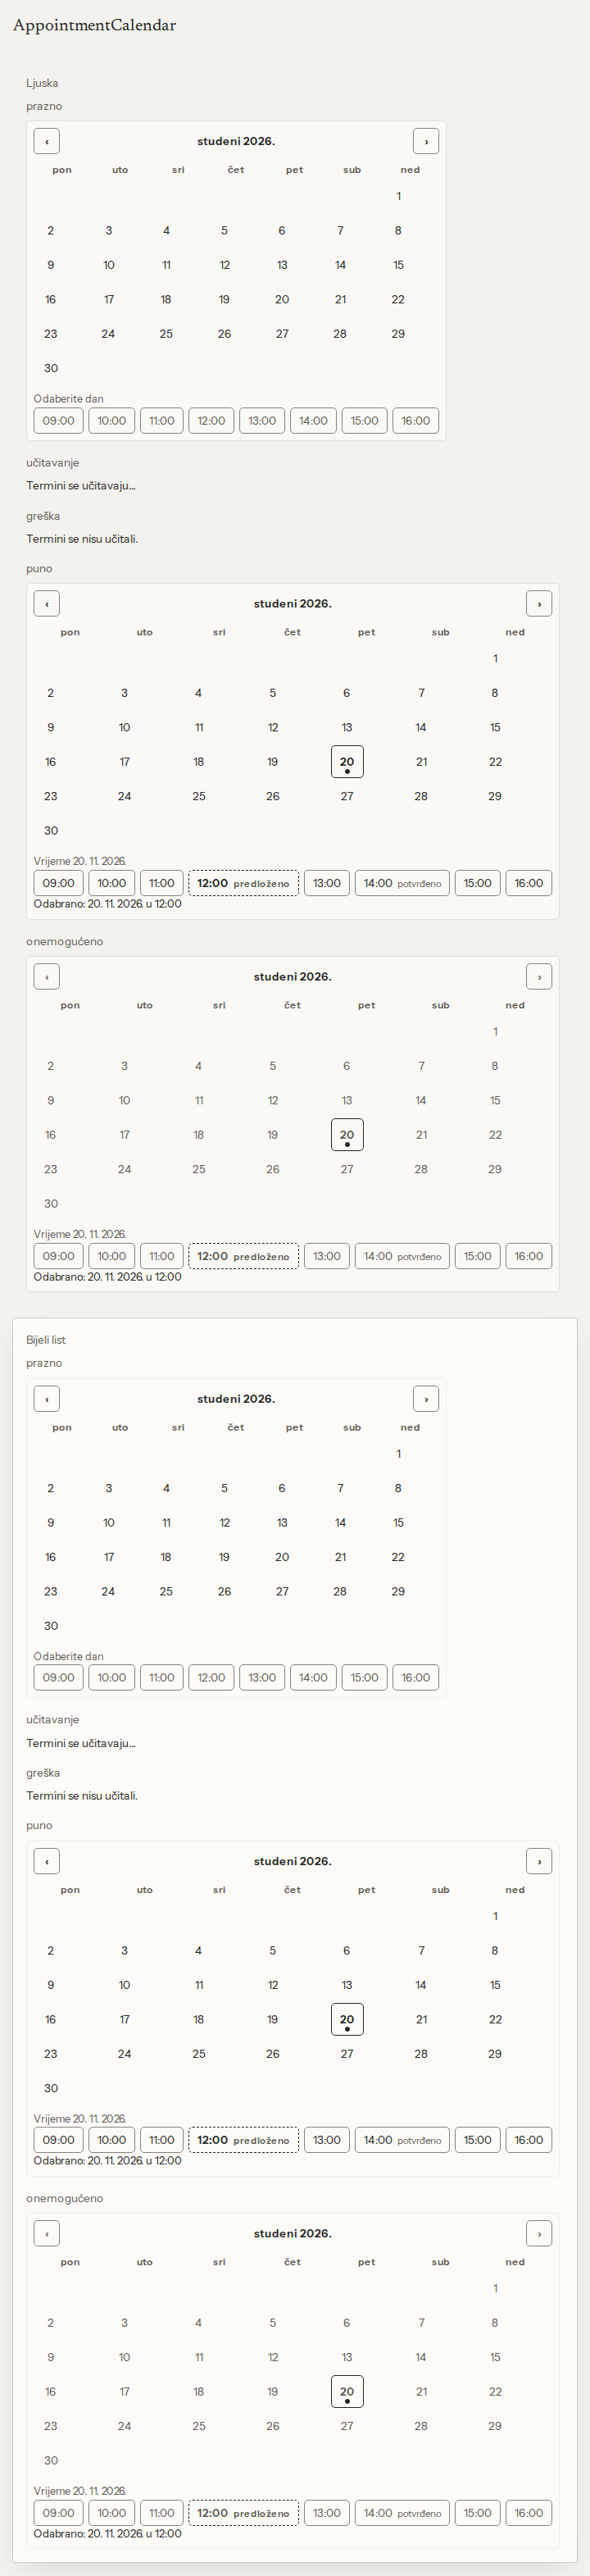 AppointmentCalendar
Ljuska
prazno
‹ studeni 2026. ›
pon uto sri čet pet sub ned
1
2 3 4 5 6 7 8
9 10 11 12 13 14 15
16 17 18 19 20 21 22
23 24 25 26 27 28 29
30
Odaberite dan
09:00 10:00 11:00 12:00 13:00 14:00 15:00 16:00
učitavanje
Termini se učitavaju…
greška
Termini se nisu učitali.
puno
‹ studeni 2026. ›
pon uto sri čet pet sub ned
1
2 3 4 5 6 7 8
9 10 11 12 13 14 15
16 17 18 19 20 21 22
23 24 25 26 27 28 29
30
Vrijeme 20. 11. 2026.
09:00 10:00 11:00 12:00 predloženo 13:00 14:00 potvrđeno 15:00 16:00
Odabrano: 20. 11. 2026. u 12:00
onemogućeno
‹ studeni 2026. ›
pon uto sri čet pet sub ned
1
2 3 4 5 6 7 8
9 10 11 12 13 14 15
16 17 18 19 20 21 22
23 24 25 26 27 28 29
30
Vrijeme 20. 11. 2026.
09:00 10:00 11:00 12:00 predloženo 13:00 14:00 potvrđeno 15:00 16:00
Odabrano: 20. 11. 2026. u 12:00
Bijeli list
prazno
‹ studeni 2026. ›
pon uto sri čet pet sub ned
1
2 3 4 5 6 7 8
9 10 11 12 13 14 15
16 17 18 19 20 21 22
23 24 25 26 27 28 29
30
Odaberite dan
09:00 10:00 11:00 12:00 13:00 14:00 15:00 16:00
učitavanje
Termini se učitavaju…
greška
Termini se nisu učitali.
puno
‹ studeni 2026. ›
pon uto sri čet pet sub ned
1
2 3 4 5 6 7 8
9 10 11 12 13 14 15
16 17 18 19 20 21 22
23 24 25 26 27 28 29
30
Vrijeme 20. 11. 2026.
09:00 10:00 11:00 12:00 predloženo 13:00 14:00 potvrđeno 15:00 16:00
Odabrano: 20. 11. 2026. u 12:00
onemogućeno
‹ studeni 2026. ›
pon uto sri čet pet sub ned
1
2 3 4 5 6 7 8
9 10 11 12 13 14 15
16 17 18 19 20 21 22
23 24 25 26 27 28 29
30
Vrijeme 20. 11. 2026.
09:00 10:00 11:00 12:00 predloženo 13:00 14:00 potvrđeno 15:00 16:00
Odabrano: 20. 11. 2026. u 12:00